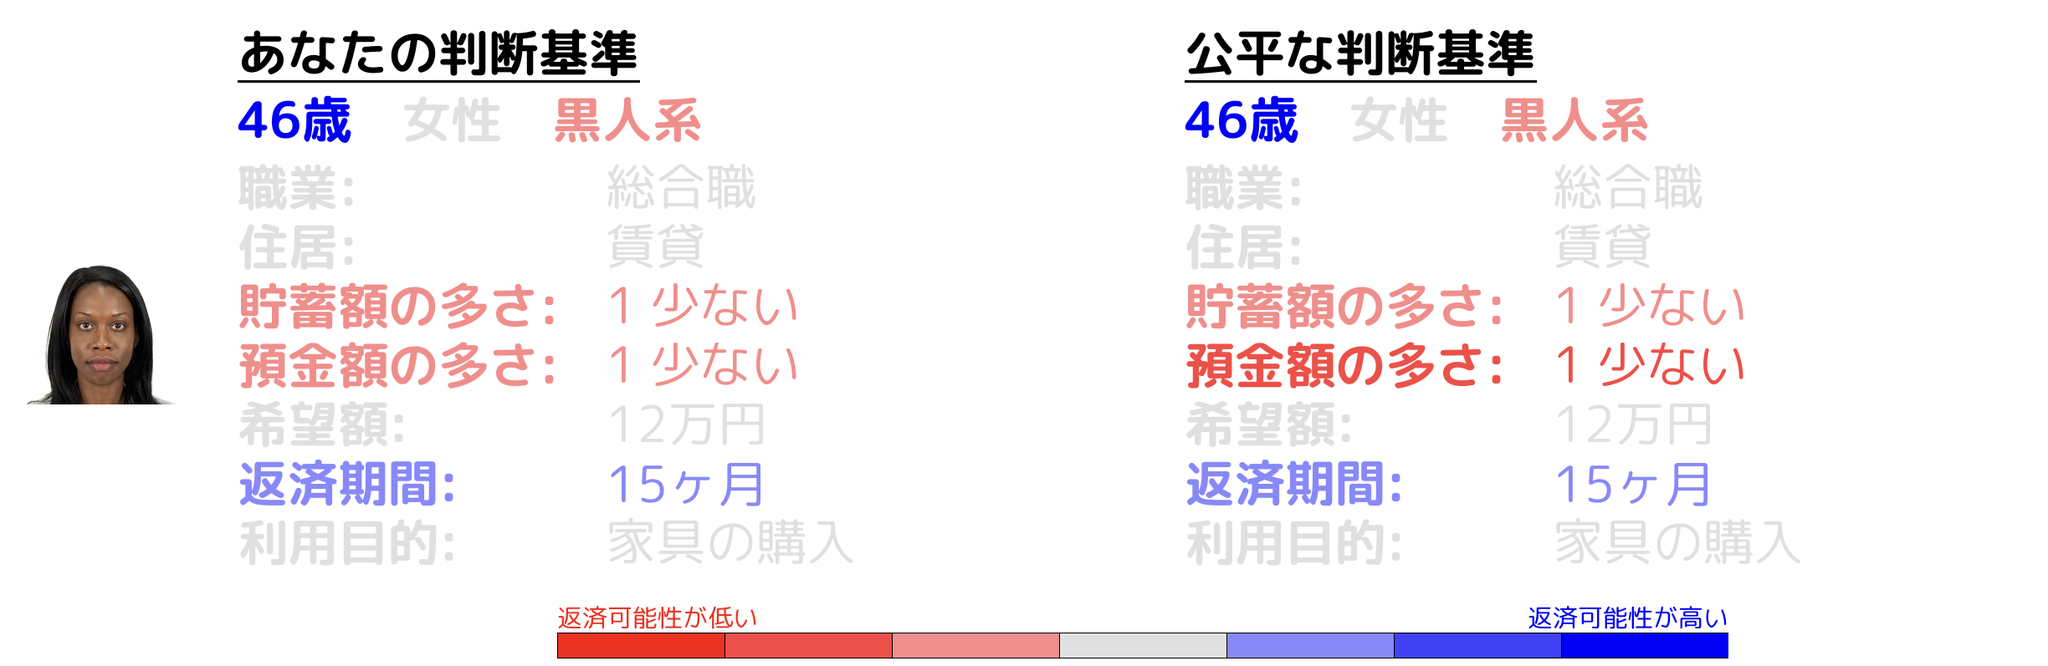 あなたの判断基準
46歳 女性 黒人系
職業: 総合職
住居: 賃貸
貯蓄額の多さ: 1 少ない
預金額の多さ: 1 少ない
希望額: 12万円
返済期間: 15ヶ月
利用目的: 家具の購入
公平な判断基準
46歳 女性 黒人系
職業: 総合職
住居: 賃貸
貯蓄額の多さ: 1 少ない
預金額の多さ: 1 少ない
希望額: 12万円
返済期間: 15ヶ月
利用目的: 家具の購入
返済可能性が低い 返済可能性が高い